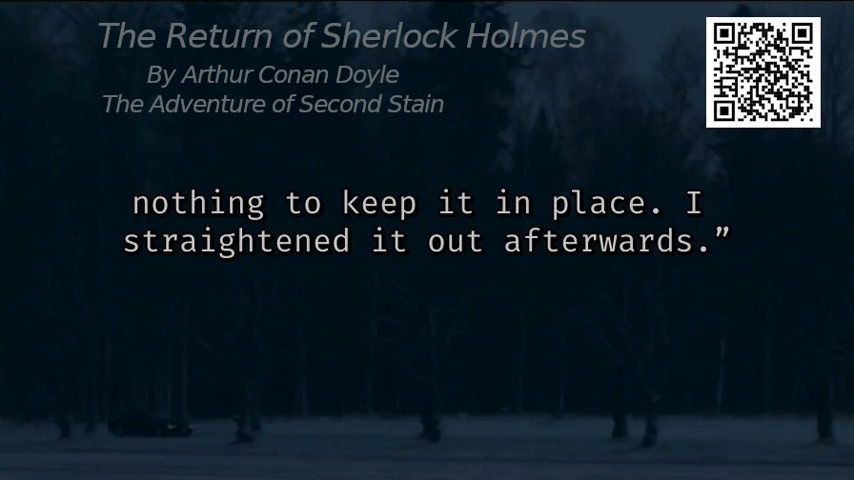 The Return of Sherlock Holmes
By Arthur Conan Doyle
The Adventure of Second Stain
nothing to keep it in place. I
straightened it out afterwards.”